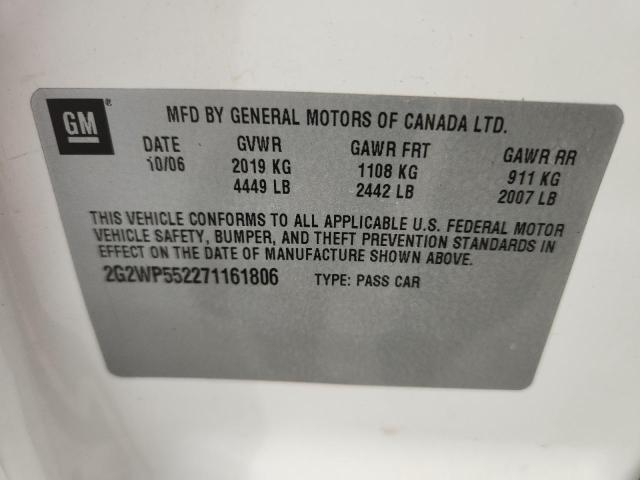 GM ®
MFD BY GENERAL MOTORS OF CANADA LTD.
DATE GVWR GAWR FRT GAWR RR
10/06 2019 KG 1108 KG 911 KG
4449 LB 2442 LB 2007 LB
THIS VEHICLE CONFORMS TO ALL APPLICABLE U.S. FEDERAL MOTOR
VEHICLE SAFETY, BUMPER, AND THEFT PREVENTION STANDARDS IN
EFFECT ON THE DATE OF MANUFACTURE SHOWN ABOVE.
2G2WP552271161806 TYPE: PASS CAR